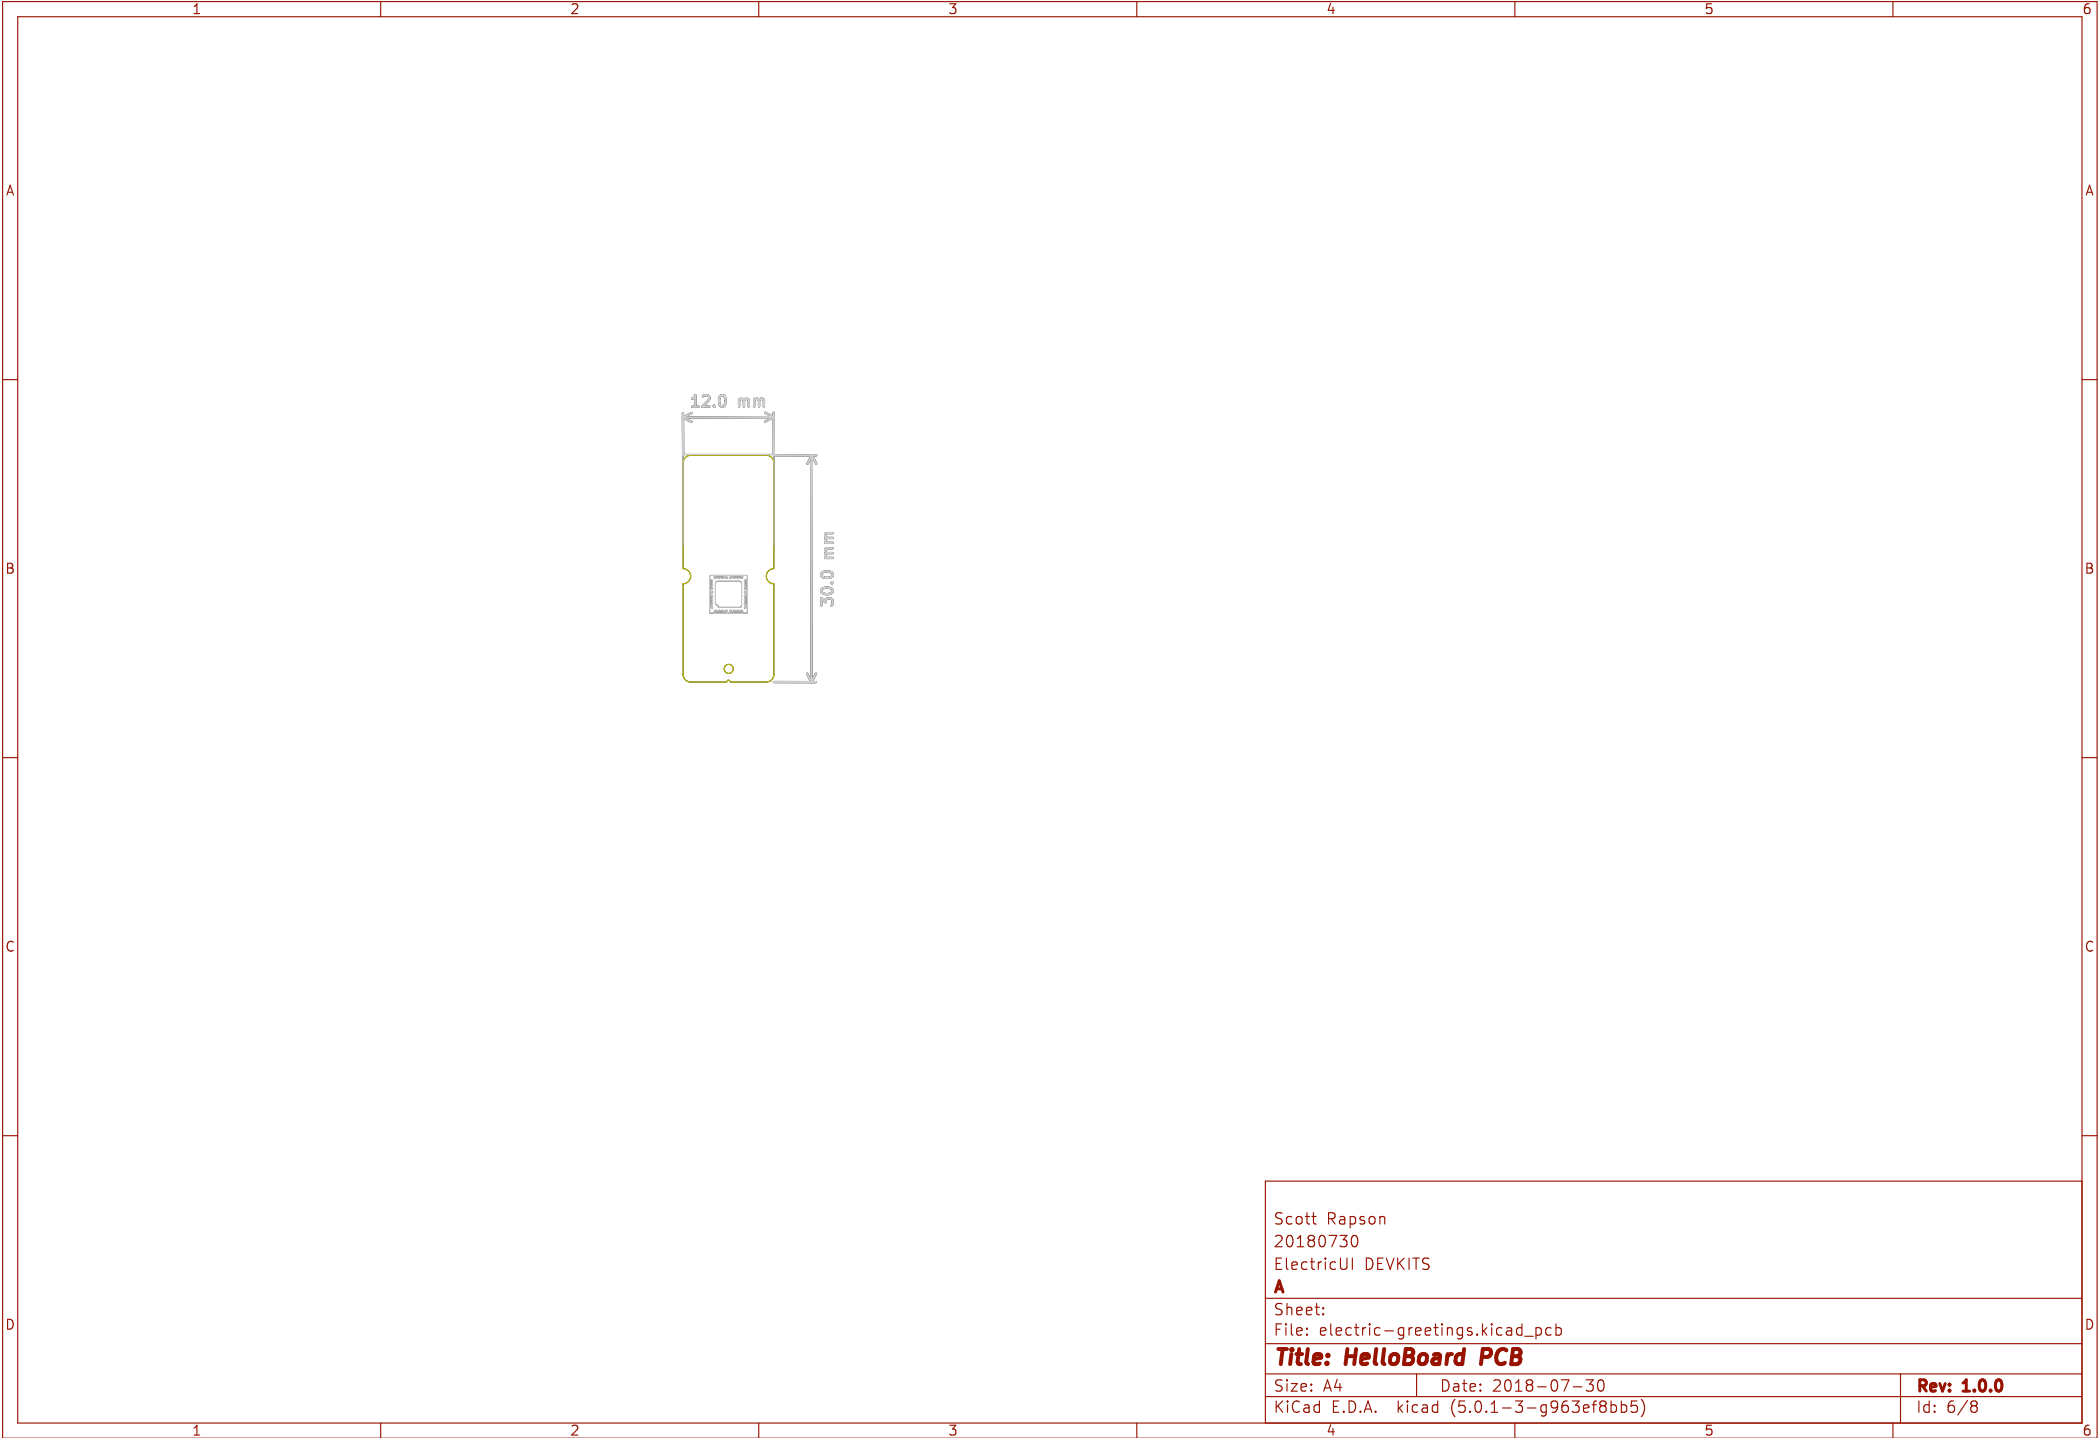 1 2 3 4 5 6
A A
12.0 mm
30.0 mm
B B
C C
Scott Rapson
20180730
ElectricUI DEVKITS
A
Sheet:
File: electric-greetings.kicad_pcb
D D
Title: HelloBoard PCB
Size: A4 Date: 2018-07-30 Rev: 1.0.0
KiCad E.D.A. kicad (5.0.1-3-g963ef8bb5) Id: 6/8
1 2 3 4 5 6